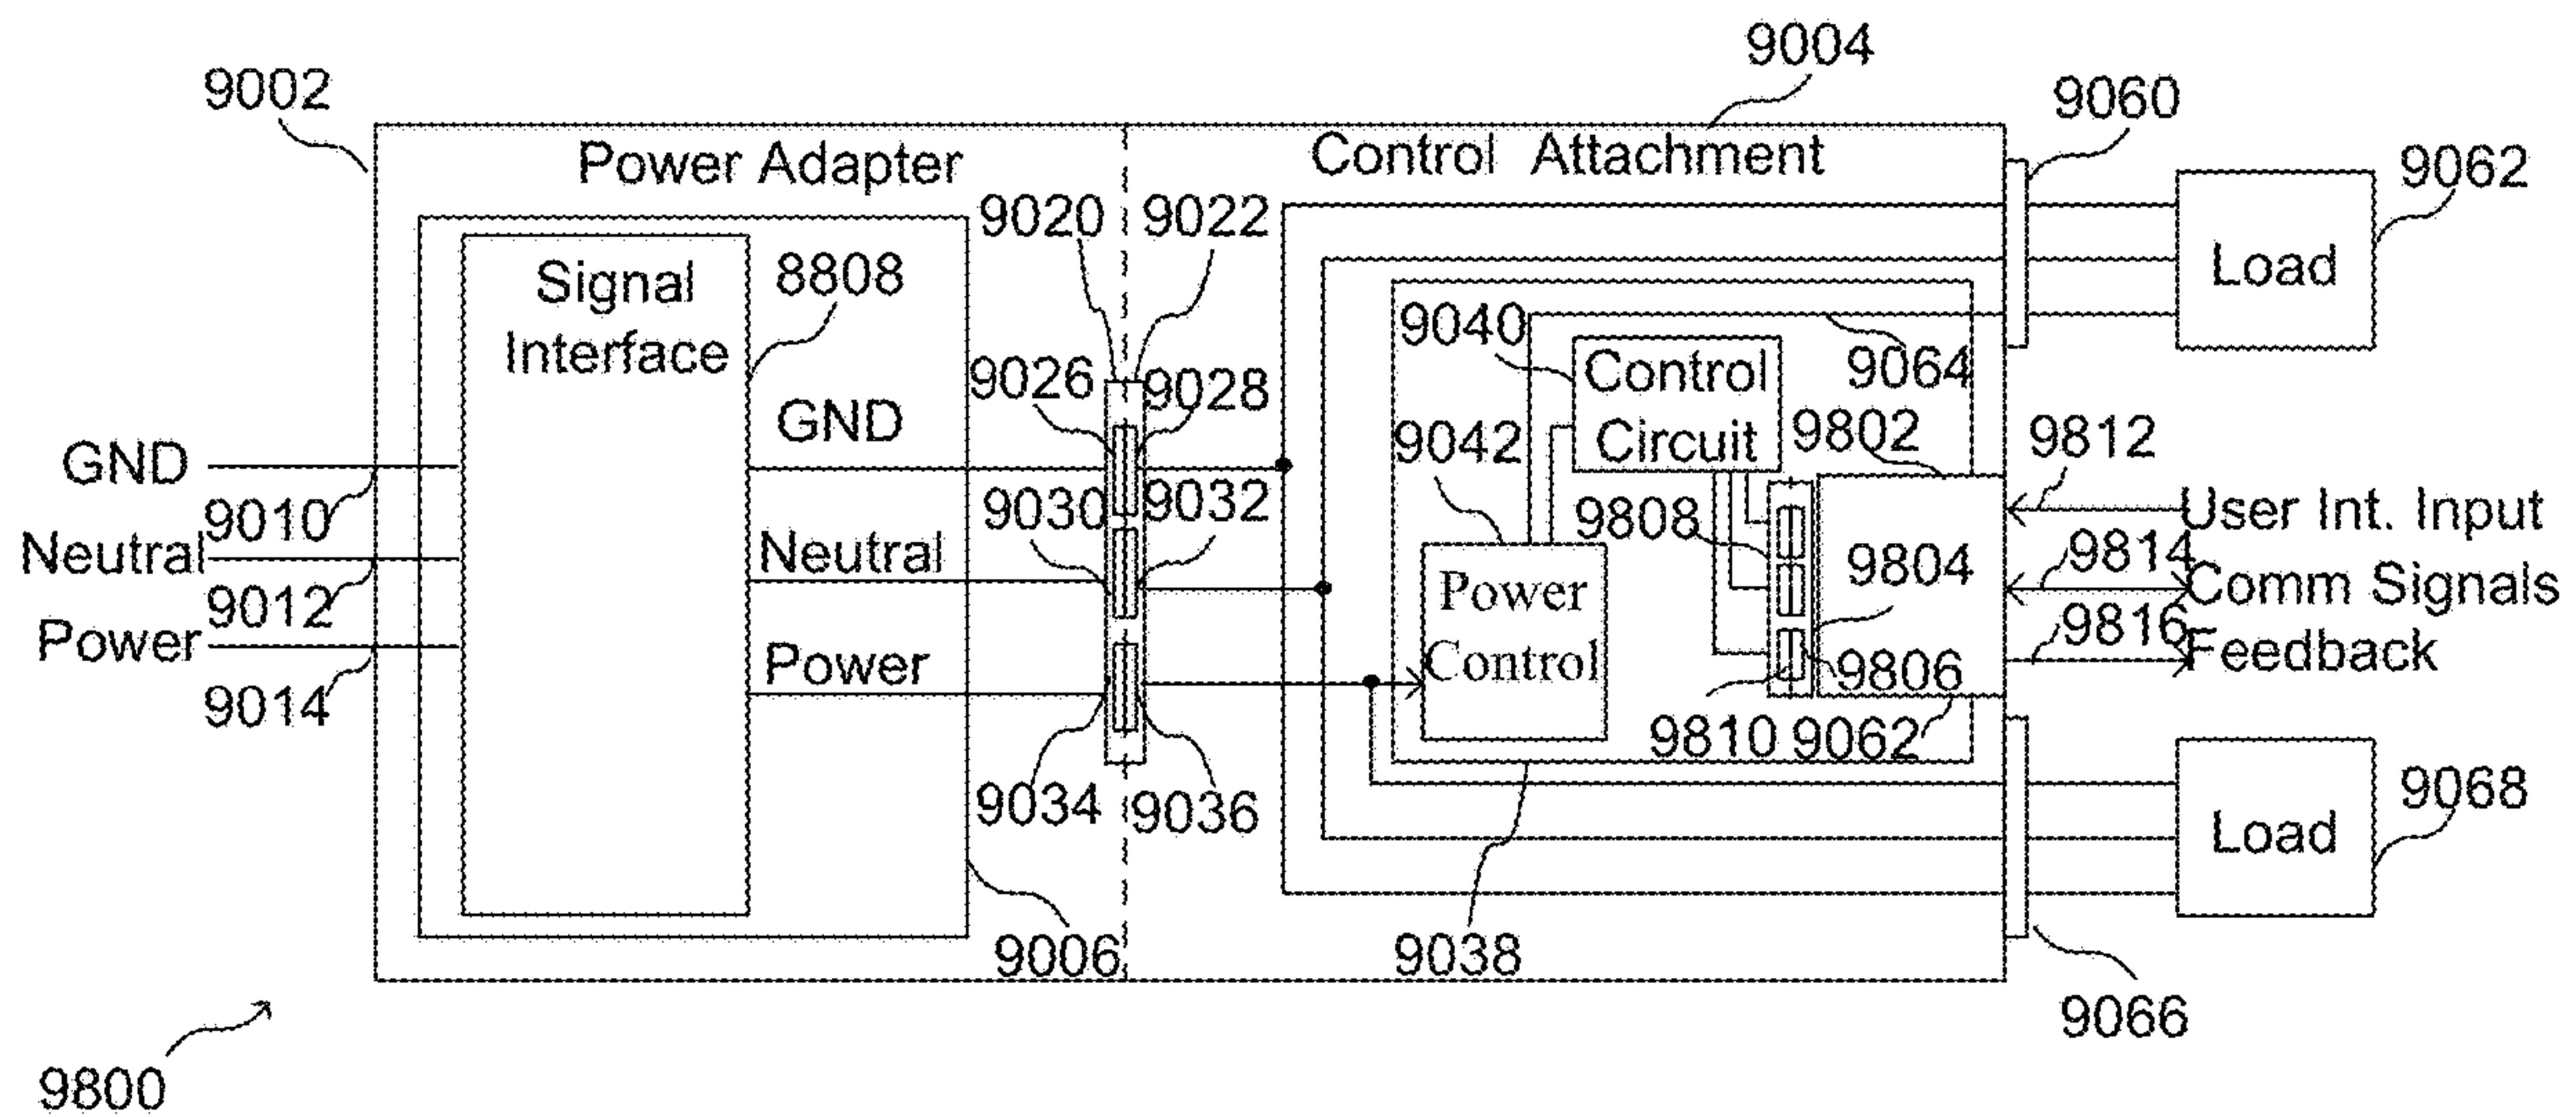 9004
9002
9060
Power Adapter
Control Attachment
9062
9020
9022
Signal
Interface
8808
Load
9040
9064
9026
9028
Control
Circuit
GND
9042
9802
9812
GND
9010
9030
9032
9808
User Int. Input
Neutral
Neutral
9804
9814
Comm Signals
9012
Power
Control
Power
Power
9806
9816
Feedback
9014
9810
9062
9034
9036
9068
Load
9006
9038
9066
9800